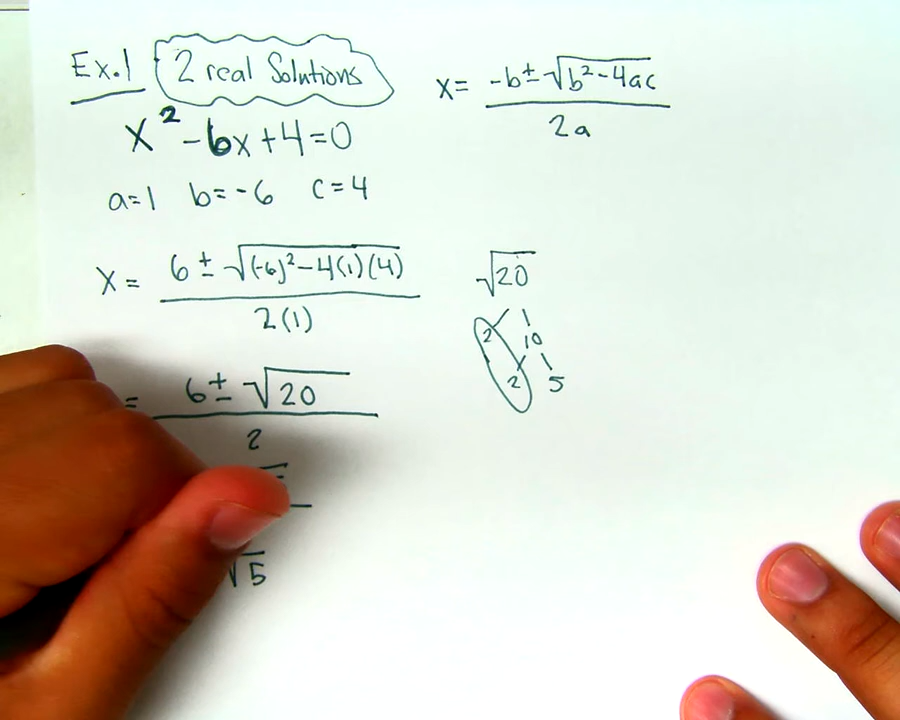 Ex.1 2 real Solutions
x² -6x+4=0
a=1 b=-6 c=4
x = 6 ± √(-6)²-4(1)(4)
2(1)
= 6 ± √20
2
√5
x= -b ± √b²-4ac
2a
√20
2 10
2 5